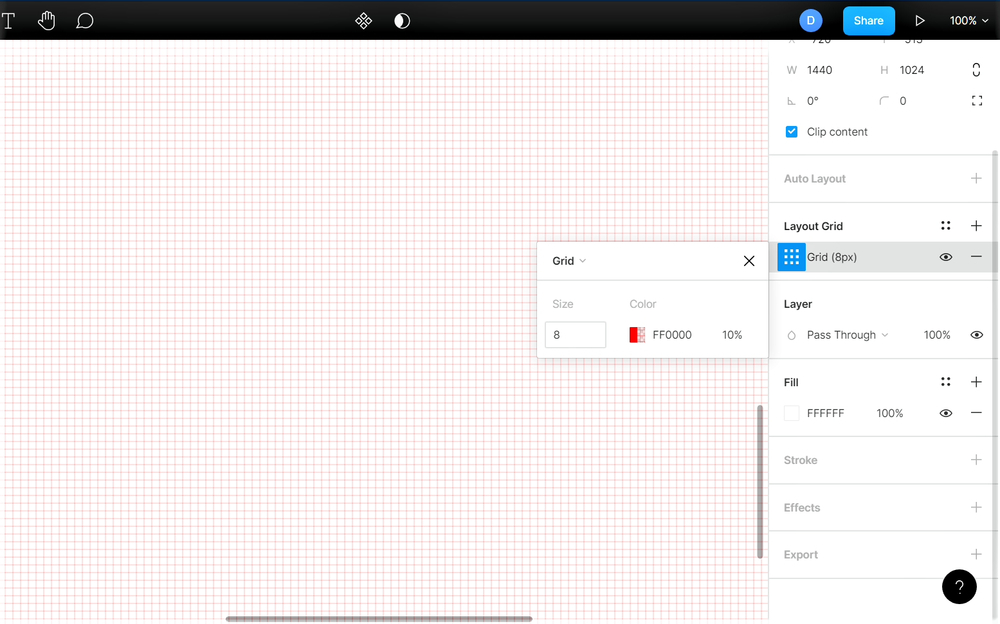 T
D
Share
100%
W 1440
H 1024
0°
0
Clip content
Auto Layout
Layout Grid
Grid
Grid (8px)
Size
Color
8
FF0000
10%
Layer
Pass Through
100%
Fill
FFFFFF
100%
Stroke
Effects
Export
?